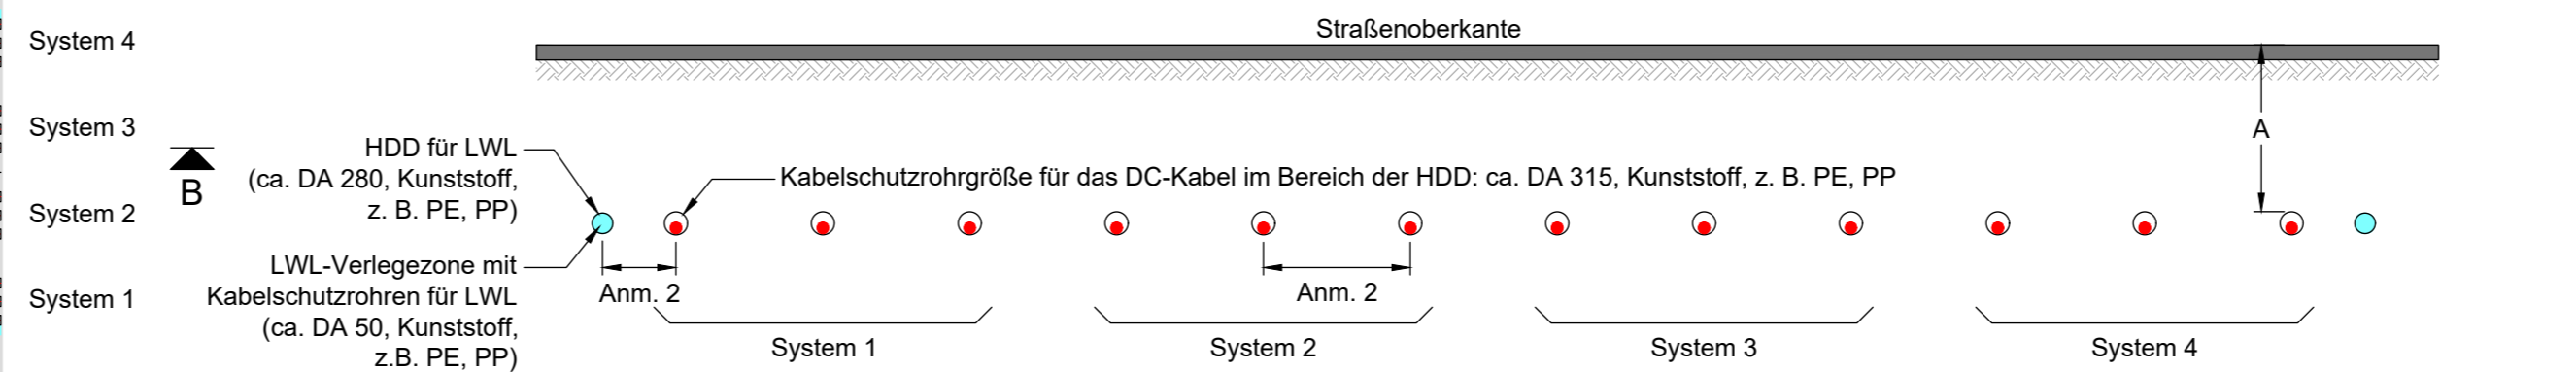 Straßenoberkante
System 4
System 3
System 2
System 1
B
HDD für LWL
(ca. DA 280, Kunststoff,
z. B. PE, PP)
Kabelschutzrohrgröße für das DC-Kabel im Bereich der HDD: ca. DA 315, Kunststoff, z. B. PE, PP
A
LWL-Verlegezone mit
Kabelschutzrohren für LWL
(ca. DA 50, Kunststoff,
z.B. PE, PP)
Anm. 2
Anm. 2
System 1
System 2
System 3
System 4